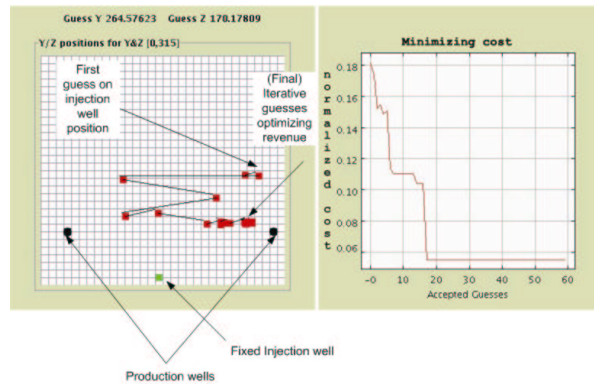 Guess Y 264.57623 Guess Z 170.17809
Y/Z positions for Y&Z [0,315]
First
guess on
injection
well
position
(Final)
Iterative
guesses
optimizing
revenue
Fixed Injection well
Production wells
Minimizing cost
normalized cost
0.18
0.16
0.14
0.12
0.10
0.08
0.06
-0 10 20 30 40 50 60
Accepted Guesses